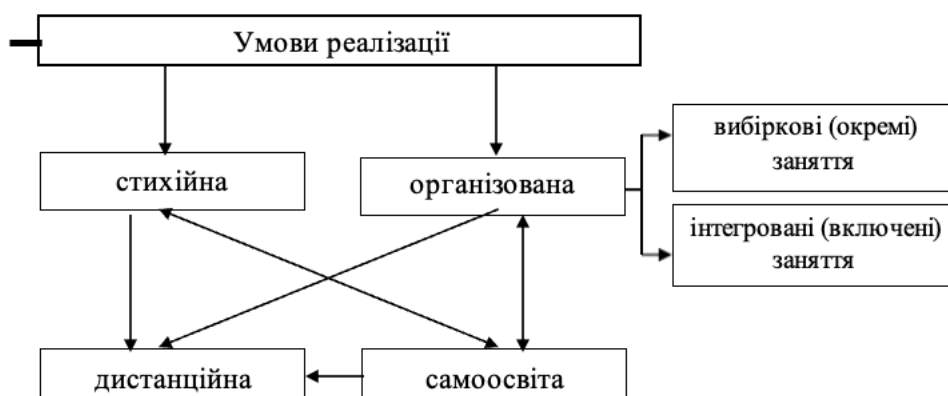 Умови реалізації
стихійна
організована
вибіркові (окремі)
заняття
інтегровані (включені)
заняття
дистанційна
самоосвіта